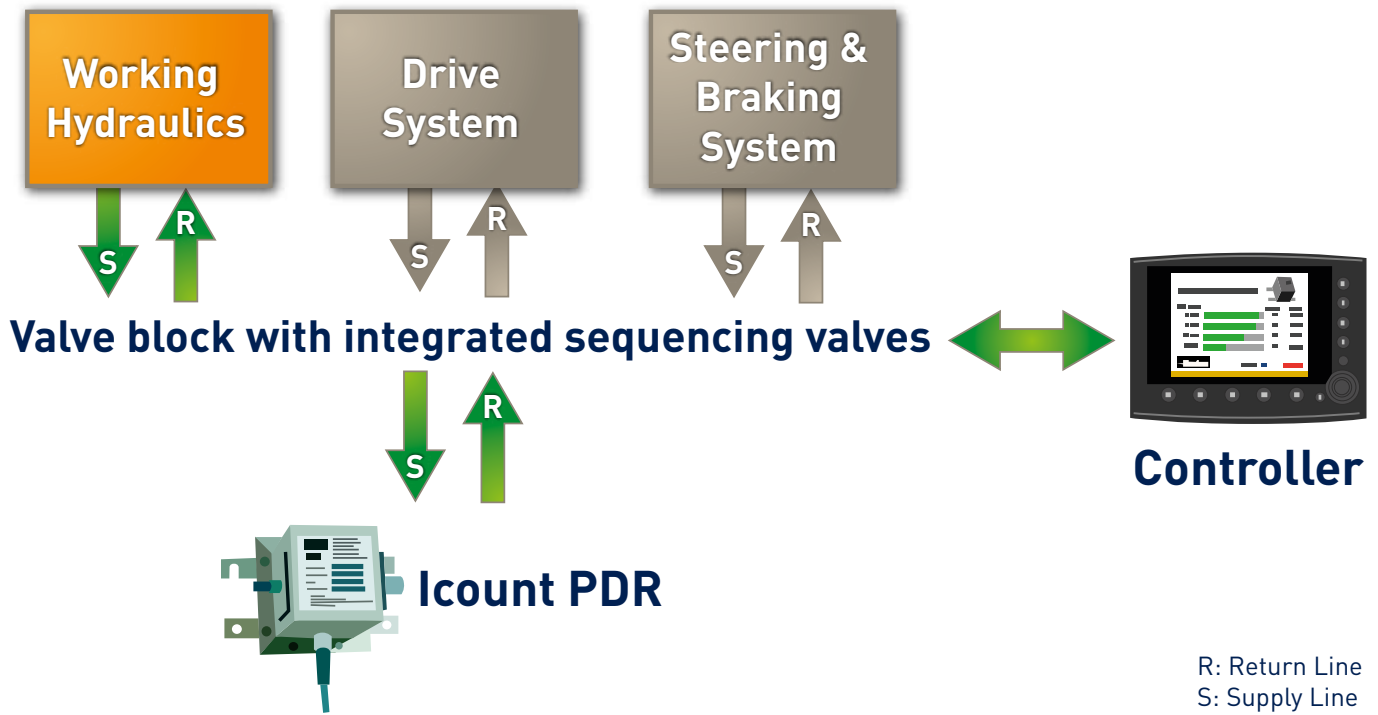 Working
Hydraulics
Drive
System
Steering &
Braking
System
S
R
S
R
S
R
Valve block with integrated sequencing valves
S
R
Controller
Icount PDR
R: Return Line
S: Supply Line